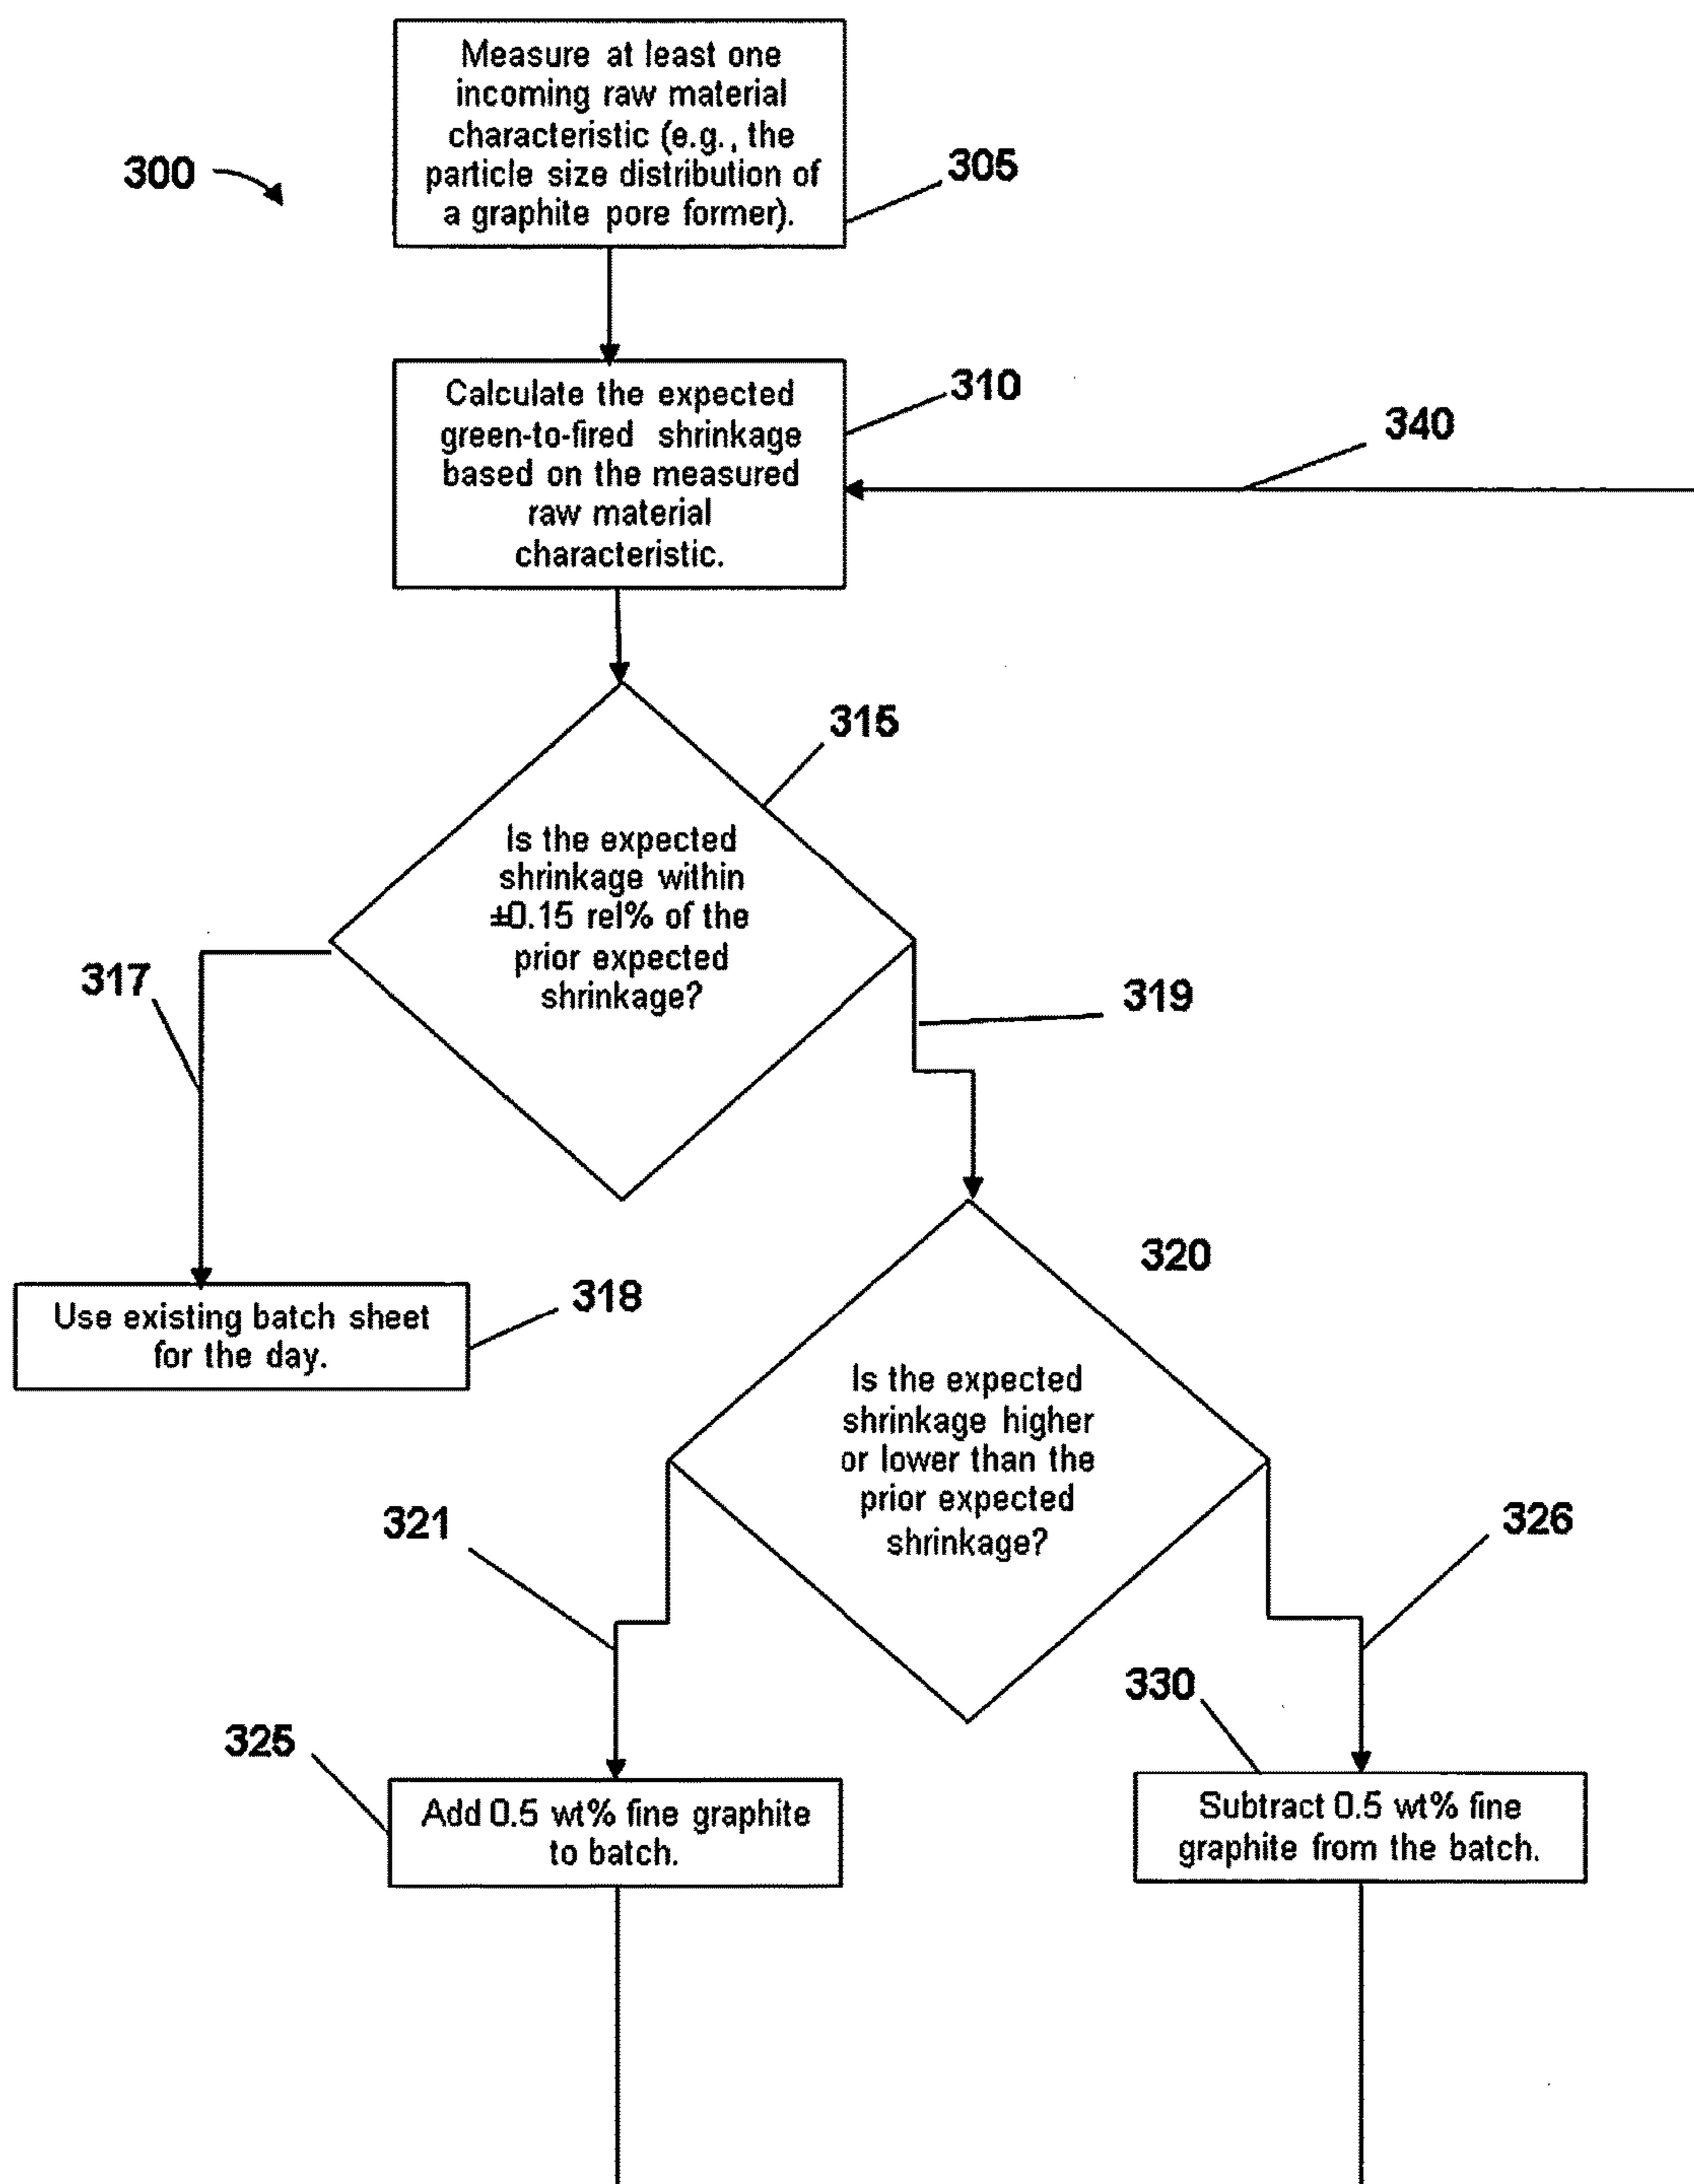 Measure at least one
incoming raw material
characteristic (e.g., the
particle size distribution of
a graphite pore former).
300
305
Calculate the expected
green-to-fired shrinkage
based on the measured
raw material
characteristic.
310
340
315
Is the expected
shrinkage within
±0.15 rel% of the
prior expected
shrinkage?
317
319
320
Use existing batch sheet
for the day.
318
Is the expected
shrinkage higher
or lower than the
prior expected
shrinkage?
321
326
330
325
Add 0.5 wt% fine graphite
to batch.
Subtract 0.5 wt% fine
graphite from the batch.